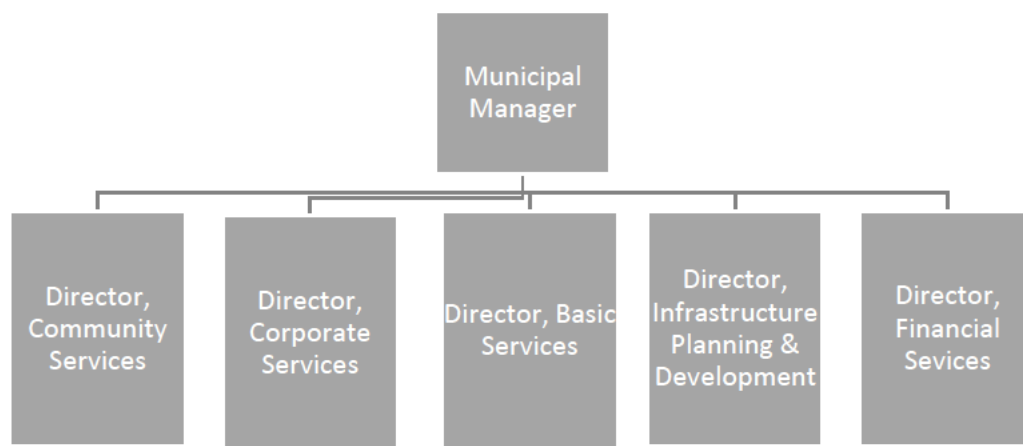 Municipal
Manager
Director,
Community
Services
Director,
Corporate
Services
Director, Basic
Services
Director,
Infrastructure
Planning &
Development
Director,
Financial
Sevices